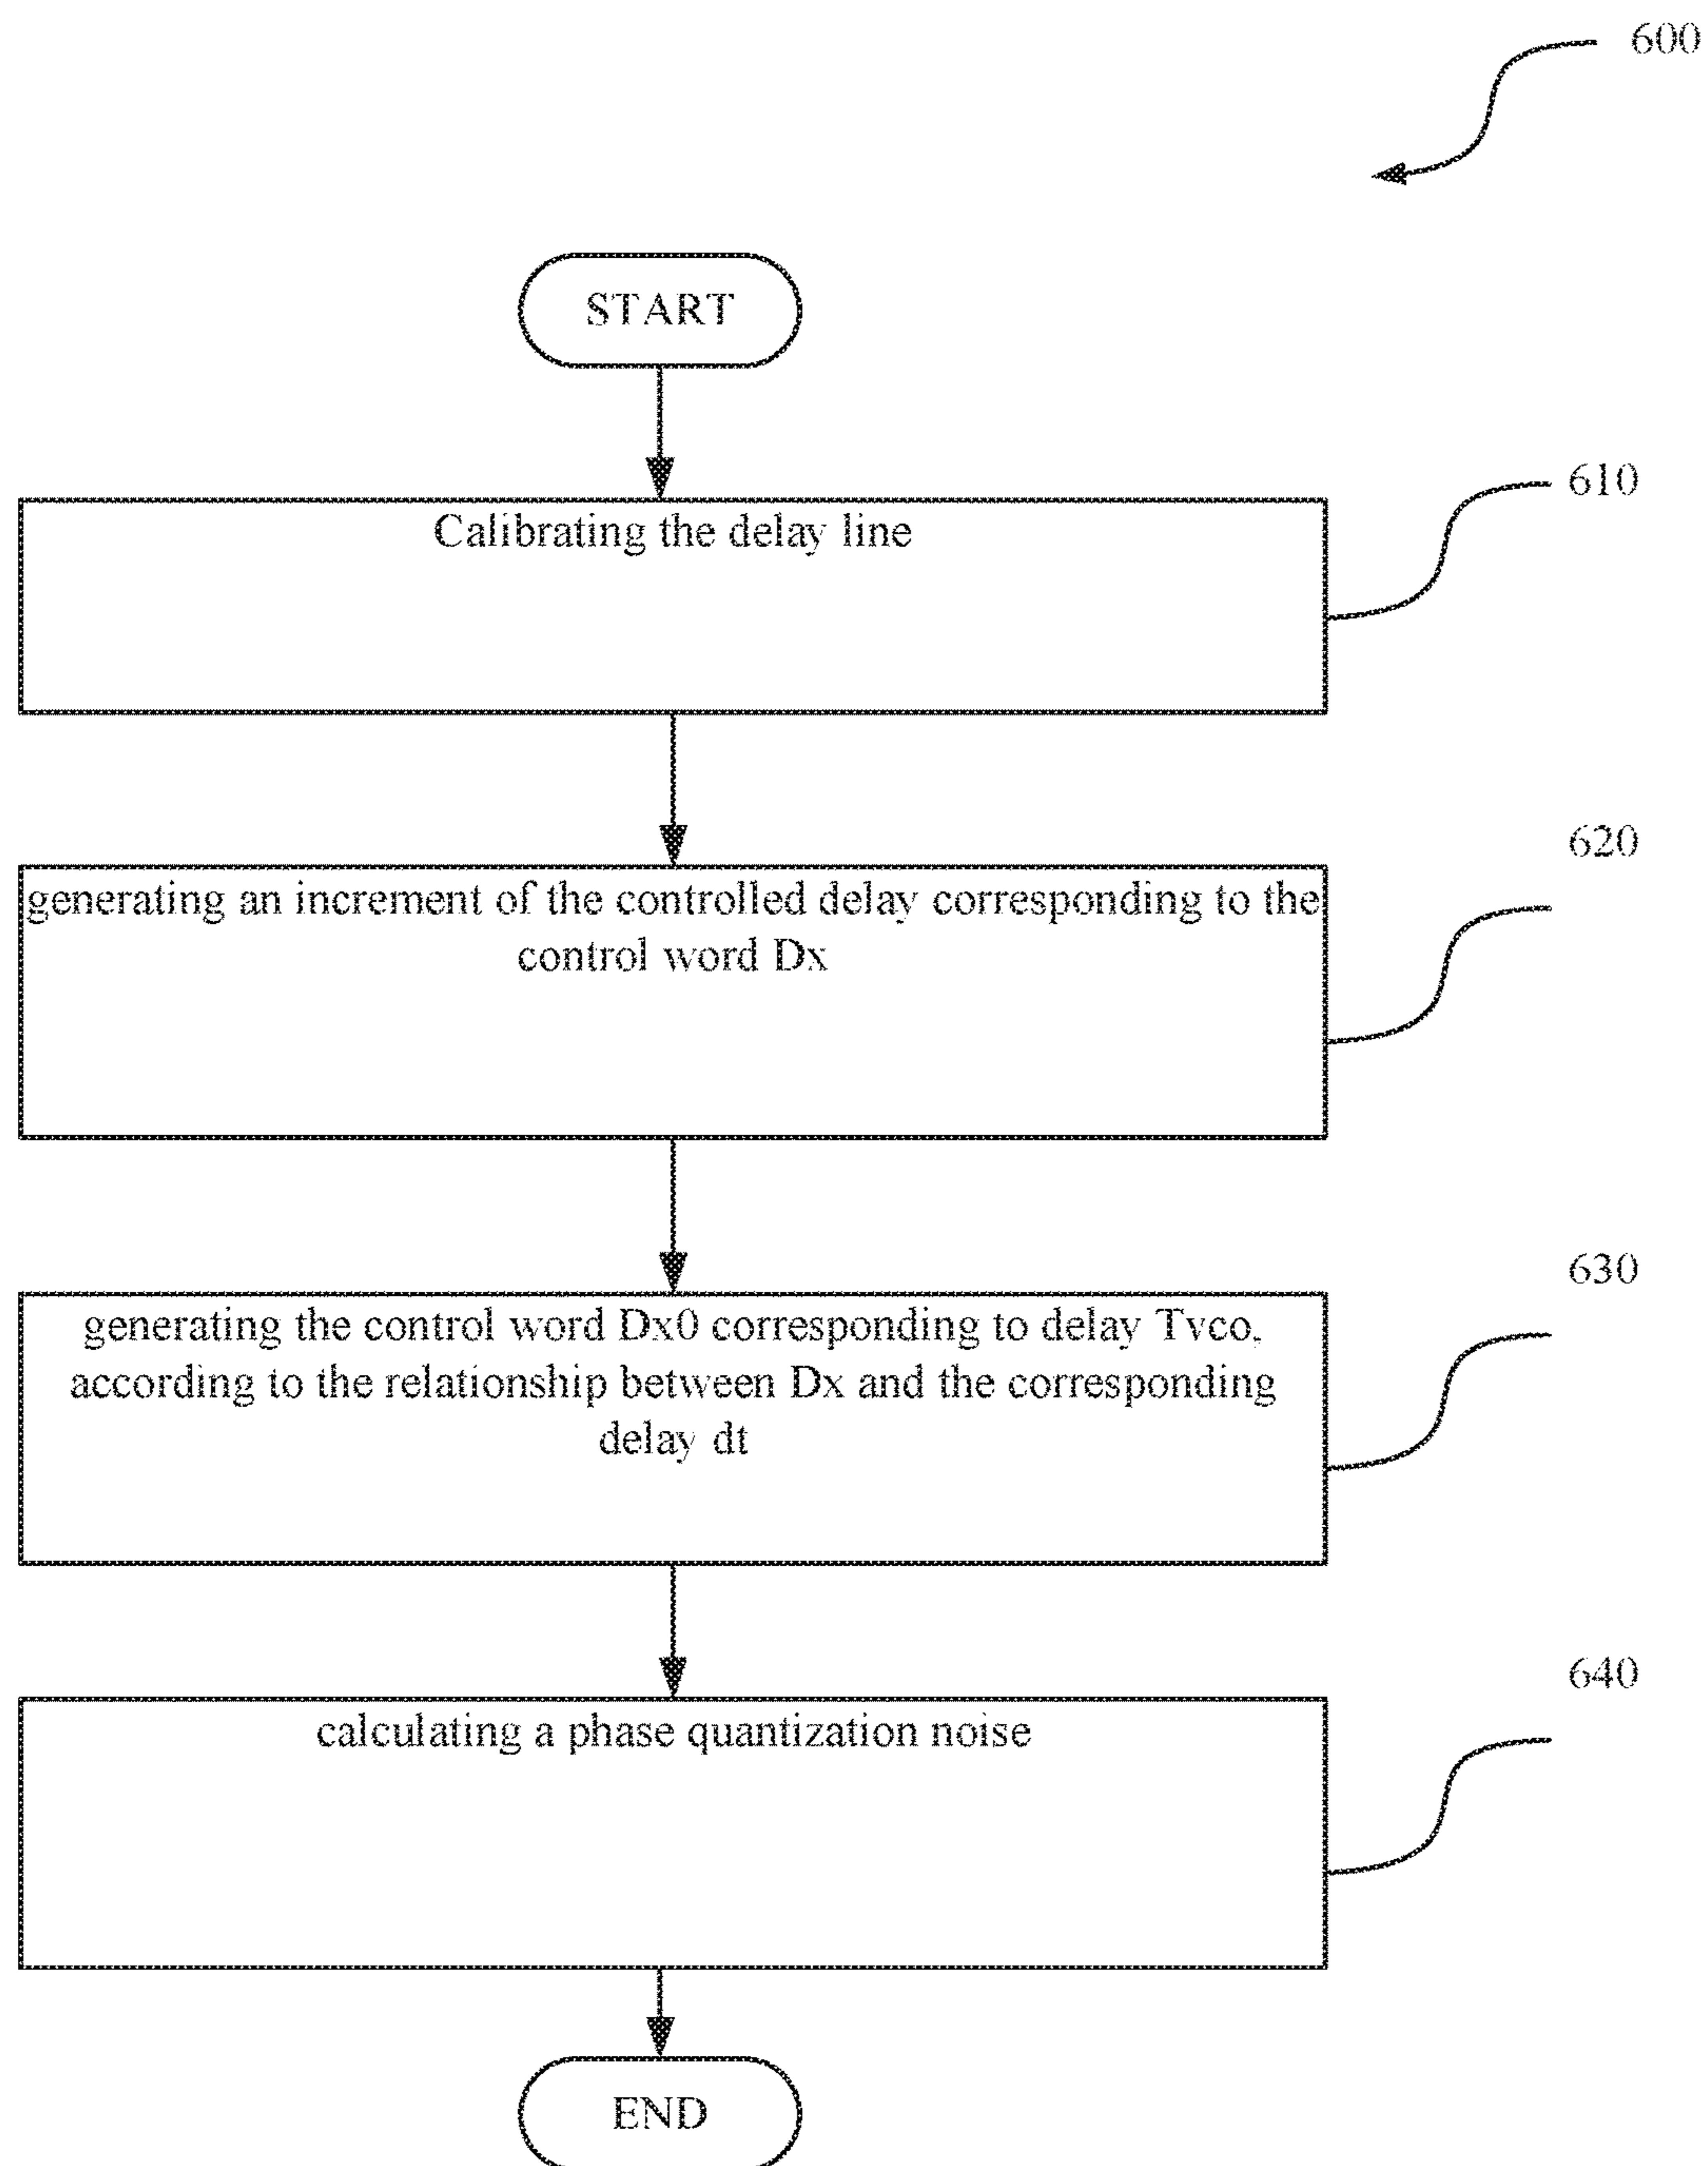 600
START
610
Calibrating the delay line
620
generating an increment of the controlled delay corresponding to the
control word Dx
630
generating the control word Dx0 corresponding to delay Tvco,
according to the relationship between Dx and the corresponding
delay dt
640
calculating a phase quantization noise
END